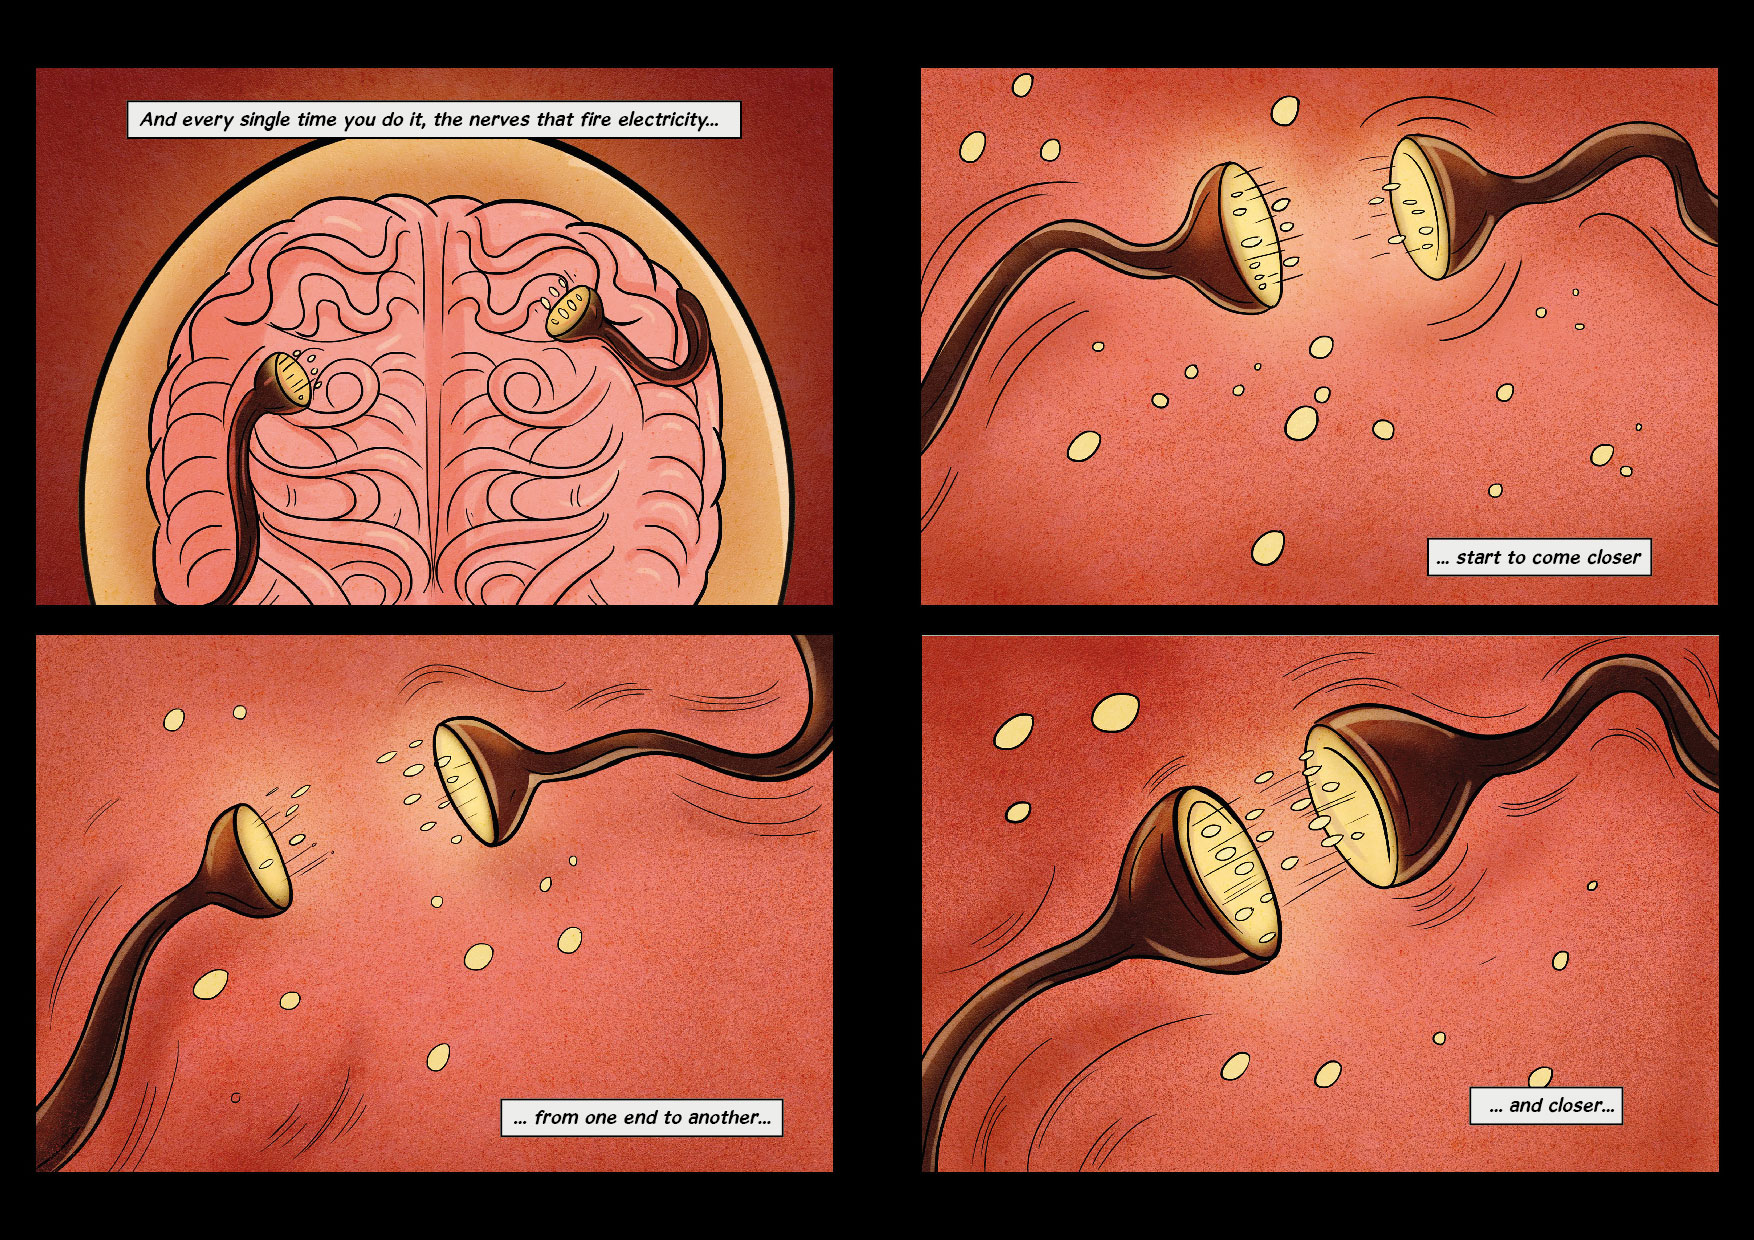 And every single time you do it, the nerves that fire electricity...
... from one end to another...
... start to come closer
... and closer...